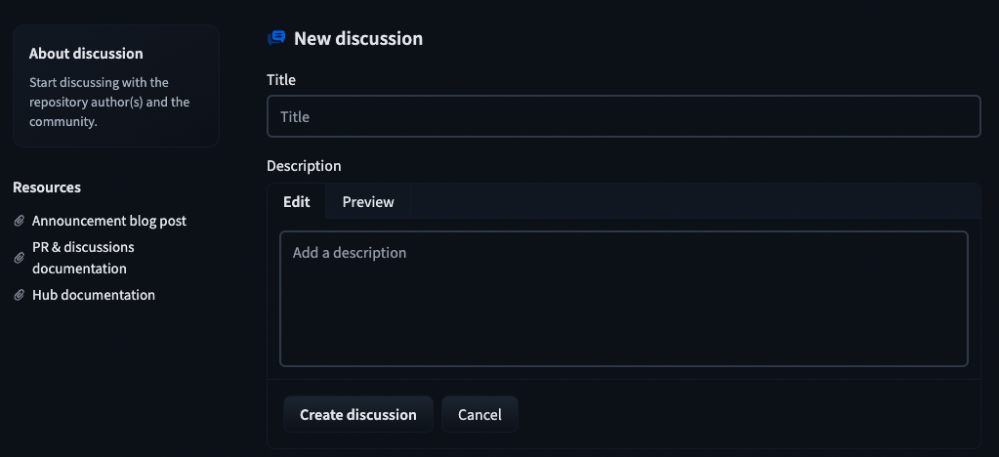 About discussion
Start discussing with the
repository author(s) and the
community.
Resources
Announcement blog post
PR & discussions
documentation
Hub documentation
New discussion
Title
Title
Description
Edit
Preview
Add a description
Create discussion
Cancel